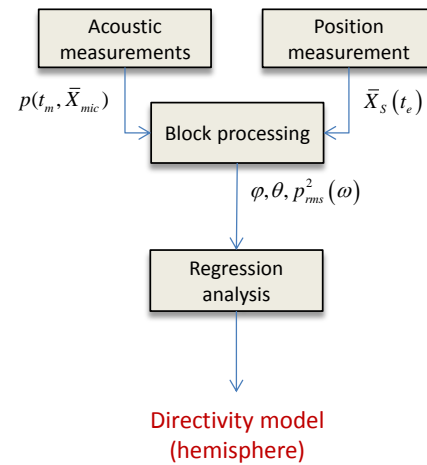 Acoustic
measurements
Position
measurement
p(t_m, X̄_mic)
X̄_S(t_e)
Block processing
φ, θ, p²_rms(ω)
Regression
analysis
Directivity model
(hemisphere)